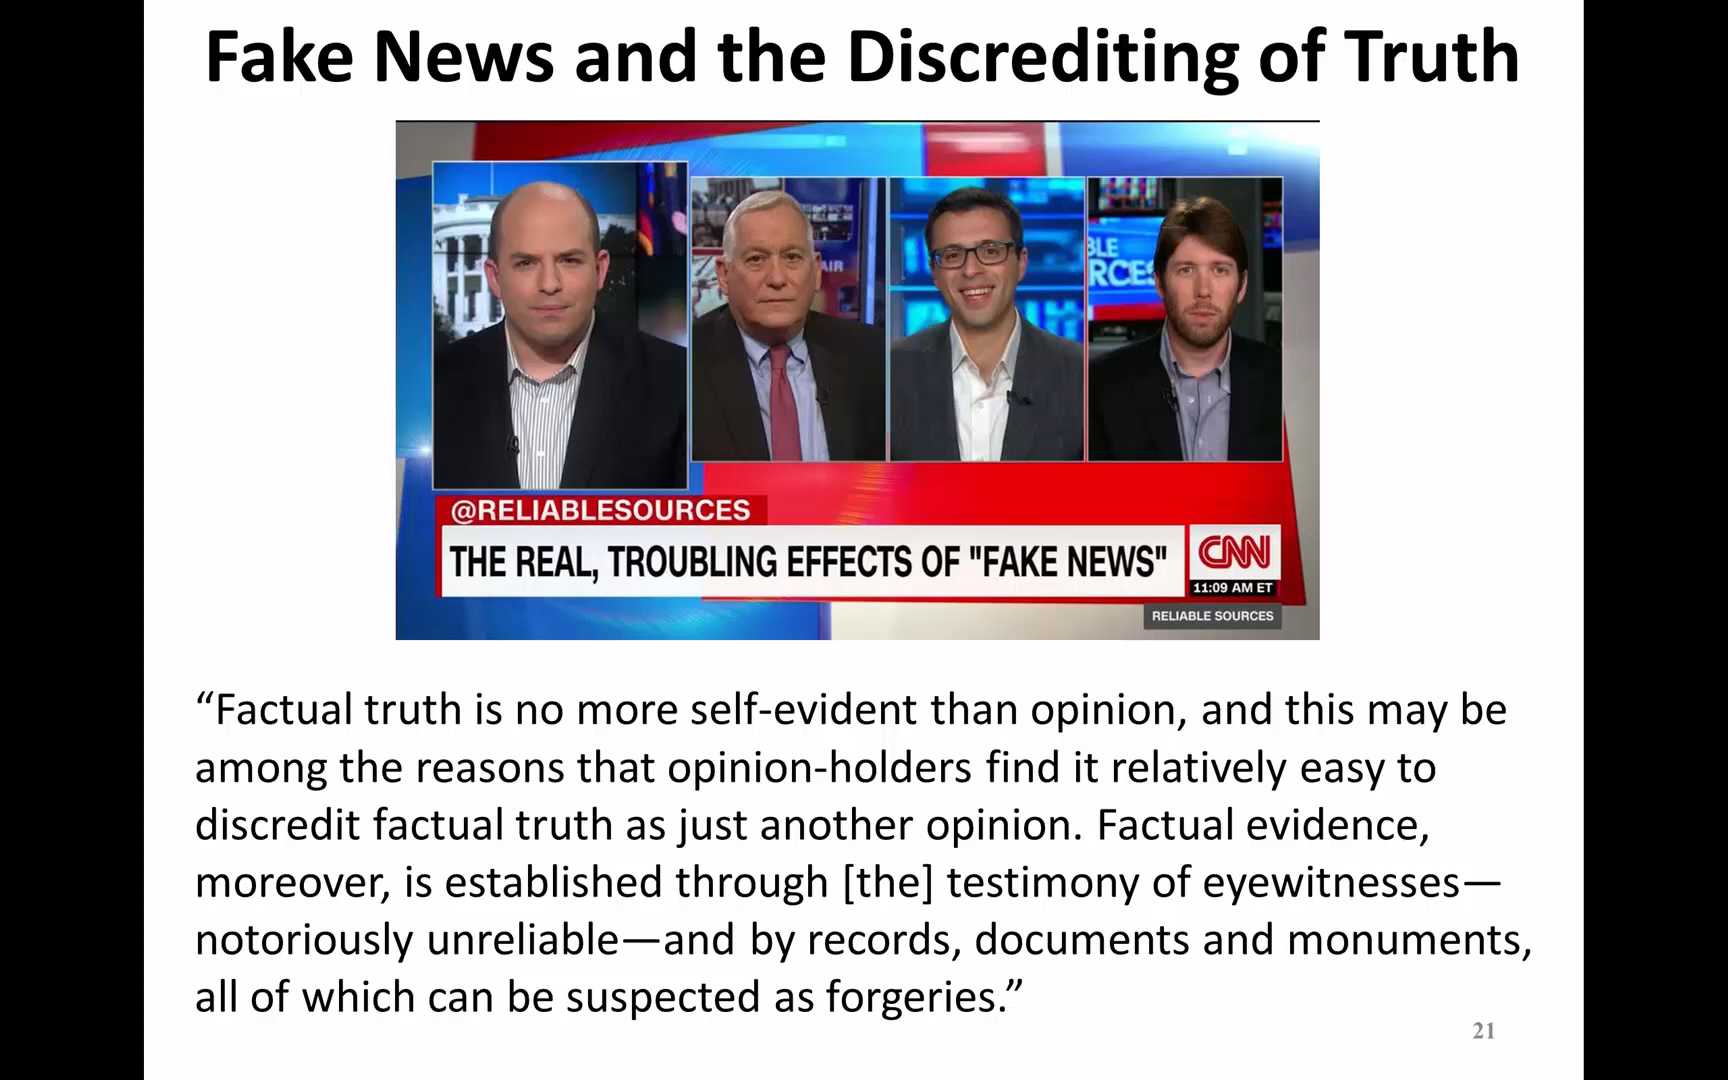 Fake News and the Discrediting of Truth
AIR
BLE
RCES
@RELIABLESOURCES
THE REAL, TROUBLING EFFECTS OF "FAKE NEWS"
CNN
11:09 AM ET
RELIABLE SOURCES
“Factual truth is no more self-evident than opinion, and this may be
among the reasons that opinion-holders find it relatively easy to
discredit factual truth as just another opinion. Factual evidence,
moreover, is established through [the] testimony of eyewitnesses—
notoriously unreliable—and by records, documents and monuments,
all of which can be suspected as forgeries.”
21